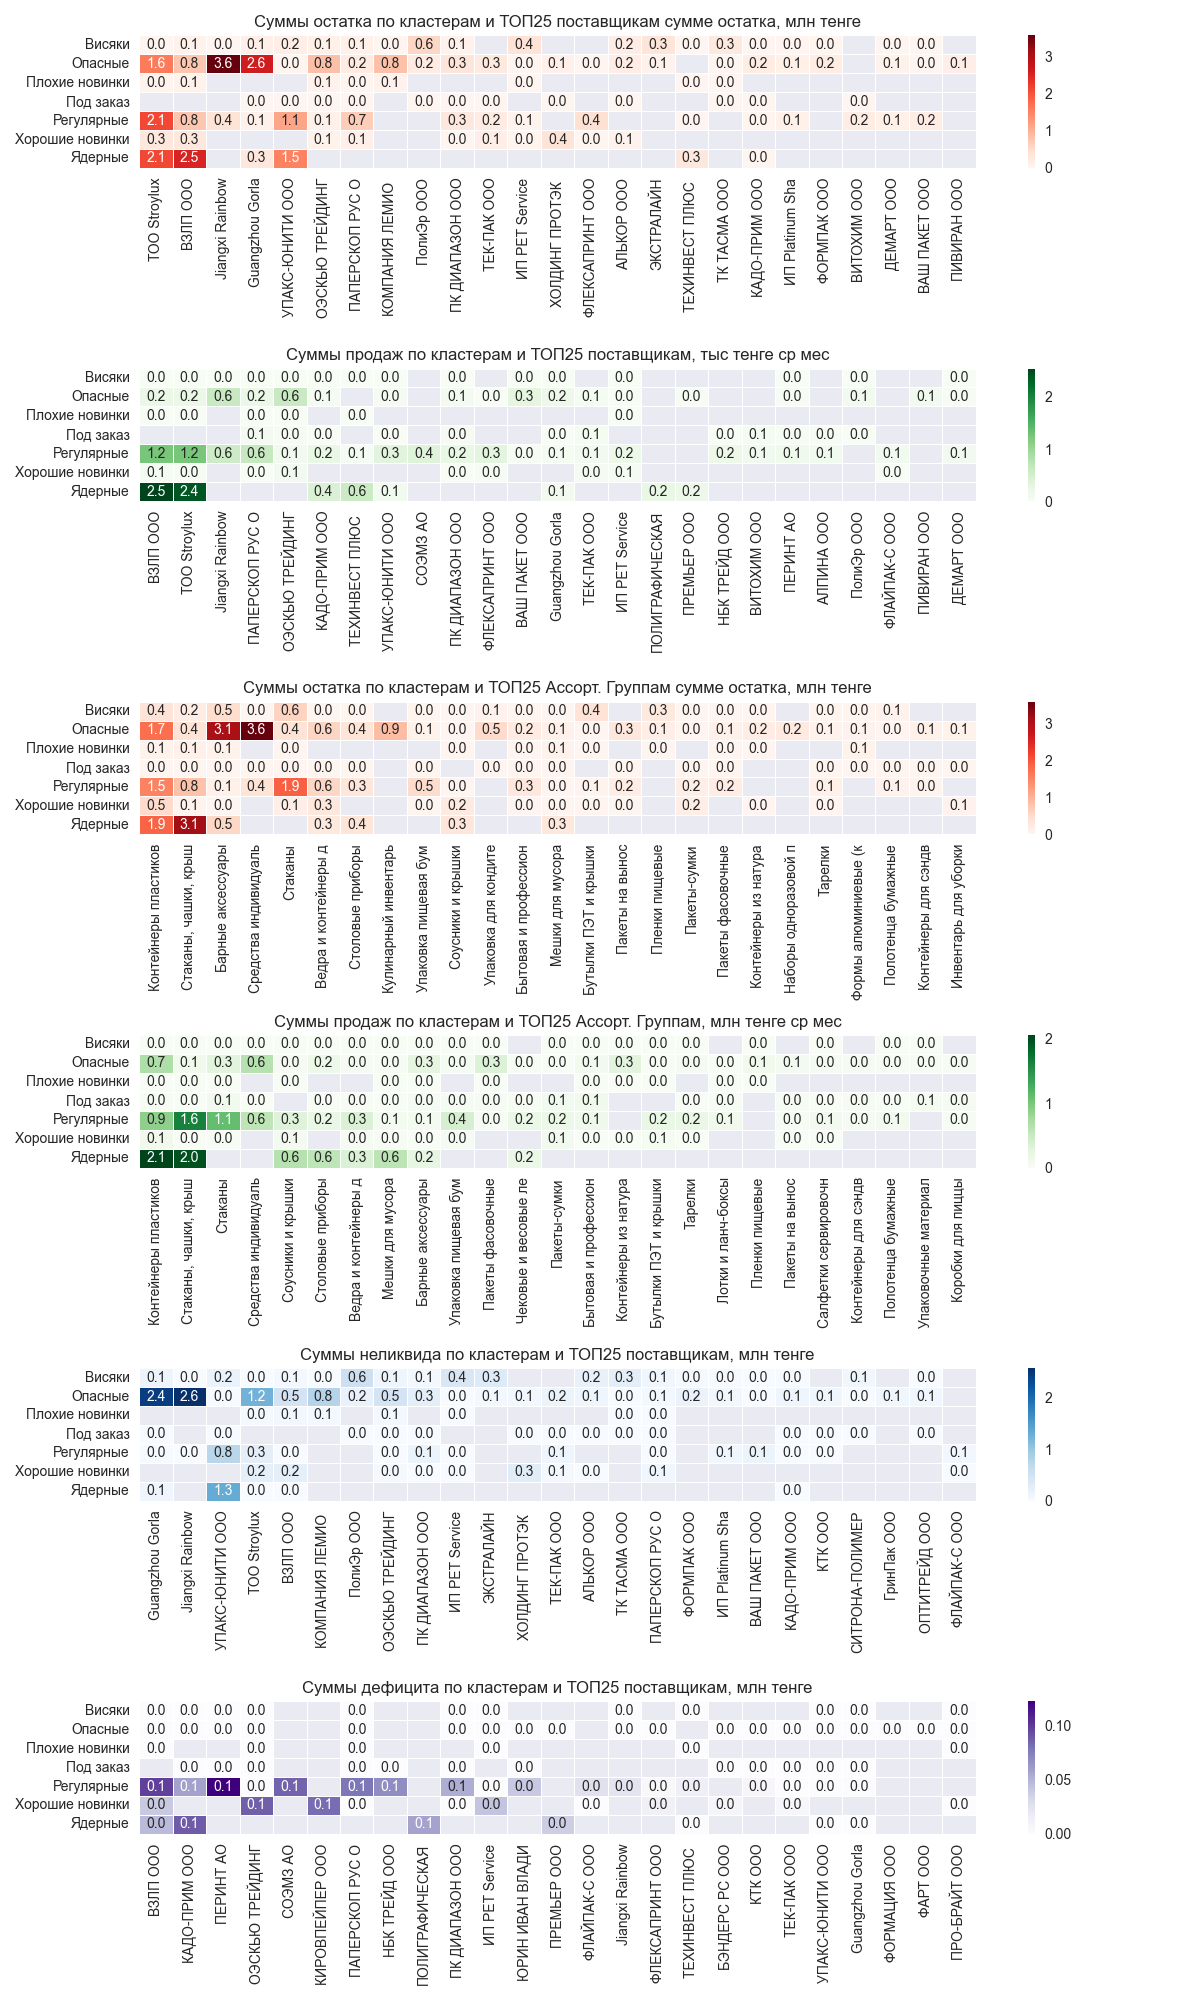 Суммы остатка по кластерам и ТОП25 поставщикам сумме остатка, млн тенге
Висяки 0.0 0.1 0.0 0.1 0.2 0.1 0.1 0.0 0.6 0.1 0.4 0.2 0.3 0.0 0.3 0.0 0.0 0.0 0.0 0.0
Опасные 1.6 0.8 3.6 2.6 0.0 0.8 0.2 0.8 0.2 0.3 0.3 0.0 0.1 0.0 0.2 0.1 0.0 0.2 0.1 0.2 0.1 0.0 0.1
Плохие новинки 0.0 0.1 0.1 0.0 0.1 0.0 0.0 0.0
Под заказ 0.0 0.0 0.0 0.0 0.0 0.0 0.0 0.0 0.0 0.0 0.0 0.0
Регулярные 2.1 0.8 0.4 0.1 1.1 0.1 0.7 0.3 0.2 0.1 0.4 0.0 0.0 0.1 0.2 0.1 0.2
Хорошие новинки 0.3 0.3 0.1 0.1 0.0 0.1 0.0 0.4 0.0 0.1
Ядерные 2.1 2.5 0.3 1.5 0.3 0.0
3
2
1
0
ТОО Stroylux
ВЗЛП ООО
Jiangxi Rainbow
Guangzhou Gorla
УПАКС-ЮНИТИ ООО
ОЭСКЬЮ ТРЕЙДИНГ
ПАПЕРСКОП РУС О
КОМПАНИЯ ЛЕМИО
ПолиЭр ООО
ПК ДИАПАЗОН ООО
ТЕК-ПАК ООО
ИП РЕТ Service
ХОЛДИНГ ПРОТЭК
ФЛЕКСАПРИНТ ООО
АЛЬКОР ООО
ЭКСТРАЛАЙН
ТЕХИНВЕСТ ПЛЮС
ТК ТАСМА ООО
КАДО-ПРИМ ООО
ИП Platinum Sha
ФОРМПАК ООО
ВИТОХИМ ООО
ДЕМАРТ ООО
ВАШ ПАКЕТ ООО
ПИВИРАН ООО
Суммы продаж по кластерам и ТОП25 поставщикам, тыс тенге ср мес
Висяки 0.0 0.0 0.0 0.0 0.0 0.0 0.0 0.0 0.0 0.0 0.0 0.0 0.0 0.0 0.0
Опасные 0.2 0.2 0.6 0.2 0.6 0.1 0.0 0.1 0.0 0.3 0.2 0.1 0.0 0.0 0.0 0.1 0.1 0.0
Плохие новинки 0.0 0.0 0.0 0.0 0.0 0.0
Под заказ 0.1 0.0 0.0 0.0 0.0 0.0 0.1 0.0 0.1 0.0 0.0 0.0
Регулярные 1.2 1.2 0.6 0.6 0.1 0.2 0.1 0.3 0.4 0.2 0.3 0.0 0.1 0.1 0.2 0.2 0.1 0.1 0.1 0.1 0.1
Хорошие новинки 0.1 0.0 0.0 0.1 0.0 0.0 0.0 0.1 0.0
Ядерные 2.5 2.4 0.4 0.6 0.1 0.1 0.2 0.2
2
1
0
ВЗЛП ООО
ТОО Stroylux
Jiangxi Rainbow
ПАПЕРСКОП РУС О
ОЭСКЬЮ ТРЕЙДИНГ
КАДО-ПРИМ ООО
ТЕХИНВЕСТ ПЛЮС
УПАКС-ЮНИТИ ООО
СОЭМЗ АО
ПК ДИАПАЗОН ООО
ФЛЕКСАПРИНТ ООО
ВАШ ПАКЕТ ООО
Guangzhou Gorla
ТЕК-ПАК ООО
ИП РЕТ Service
ПОЛИГРАФИЧЕСКАЯ
ПРЕМЬЕР ООО
НБК ТРЕЙД ООО
ВИТОХИМ ООО
ПЕРИНТ АО
АЛПИНА ООО
ПолиЭр ООО
ФЛАЙПАК-С ООО
ПИВИРАН ООО
ДЕМАРТ ООО
Суммы остатка по кластерам и ТОП25 Ассорт. Группам сумме остатка, млн тенге
Висяки 0.4 0.2 0.5 0.0 0.6 0.0 0.0 0.0 0.0 0.1 0.0 0.0 0.4 0.3 0.0 0.0 0.0 0.0 0.0 0.1
Опасные 1.7 0.4 3.1 3.6 0.4 0.6 0.4 0.9 0.1 0.0 0.5 0.2 0.1 0.0 0.3 0.1 0.0 0.1 0.2 0.2 0.1 0.1 0.0 0.1 0.1
Плохие новинки 0.1 0.1 0.1 0.0 0.0 0.0 0.1 0.0 0.0 0.0 0.0 0.1
Под заказ 0.0 0.0 0.0 0.0 0.0 0.0 0.0 0.0 0.0 0.0 0.0 0.0 0.0 0.0 0.0 0.0 0.0 0.0 0.0
Регулярные 1.5 0.8 0.1 0.4 1.9 0.6 0.3 0.5 0.0 0.3 0.0 0.1 0.2 0.2 0.2 0.1 0.1 0.0
Хорошие новинки 0.5 0.1 0.0 0.1 0.3 0.0 0.2 0.0 0.0 0.0 0.0 0.2 0.0 0.0 0.1
Ядерные 1.9 3.1 0.5 0.3 0.4 0.3 0.3
3
2
1
0
Контейнеры пластиков
Стаканы, чашки, крыш
Барные аксессуары
Средства индивидуаль
Стаканы
Ведра и контейнеры д
Столовые приборы
Кулинарный инвентарь
Упаковка пищевая бум
Соусники и крышки
Упаковка для кондите
Бытовая и профессион
Мешки для мусора
Бутылки ПЭТ и крышки
Пакеты на вынос
Пленки пищевые
Пакеты-сумки
Пакеты фасовочные
Контейнеры из натура
Наборы одноразовой п
Тарелки
Формы алюминиевые (к
Полотенца бумажные
Контейнеры для сэндв
Инвентарь для уборки
Суммы продаж по кластерам и ТОП25 Ассорт. Группам, млн тенге ср мес
Висяки 0.0 0.0 0.0 0.0 0.0 0.0 0.0 0.0 0.0 0.0 0.0 0.0 0.0 0.0 0.0 0.0 0.0 0.0 0.0 0.0
Опасные 0.7 0.1 0.3 0.6 0.0 0.2 0.0 0.0 0.3 0.0 0.3 0.0 0.0 0.1 0.3 0.0 0.0 0.0 0.1 0.1 0.0 0.0 0.0 0.0 0.0
Плохие новинки 0.0 0.0 0.0 0.0 0.0 0.0 0.0 0.0 0.0 0.0 0.0 0.0
Под заказ 0.0 0.0 0.1 0.0 0.0 0.0 0.0 0.0 0.0 0.0 0.0 0.1 0.1 0.0 0.0 0.0 0.0 0.0 0.0 0.1 0.0
Регулярные 0.9 1.6 1.1 0.6 0.3 0.2 0.3 0.1 0.1 0.4 0.0 0.2 0.2 0.1 0.2 0.2 0.1 0.0 0.1 0.0 0.1 0.0
Хорошие новинки 0.1 0.0 0.0 0.1 0.0 0.0 0.0 0.0 0.1 0.0 0.0 0.1 0.0 0.0 0.0
Ядерные 2.1 2.0 0.6 0.6 0.3 0.6 0.2 0.2
2
1
0
Контейнеры пластиков
Стаканы, чашки, крыш
Стаканы
Средства индивидуаль
Соусники и крышки
Столовые приборы
Ведра и контейнеры д
Мешки для мусора
Барные аксессуары
Упаковка пищевая бум
Пакеты фасовочные
Чековые и весовые ле
Пакеты-сумки
Бытовая и профессион
Контейнеры из натура
Бутылки ПЭТ и крышки
Тарелки
Лотки и ланч-боксы
Пленки пищевые
Пакеты на вынос
Салфетки сервировочн
Контейнеры для сэндв
Полотенца бумажные
Упаковочные материал
Коробки для пиццы
Суммы неликвида по кластерам и ТОП25 поставщикам, млн тенге
Висяки 0.1 0.0 0.2 0.0 0.1 0.0 0.6 0.1 0.1 0.4 0.3 0.2 0.3 0.1 0.0 0.0 0.0 0.0 0.1 0.0
Опасные 2.4 2.6 0.0 1.2 0.5 0.8 0.2 0.5 0.3 0.0 0.1 0.1 0.2 0.1 0.0 0.1 0.2 0.1 0.0 0.1 0.1 0.0 0.1 0.1
Плохие новинки 0.0 0.1 0.1 0.1 0.0 0.0 0.0
Под заказ 0.0 0.0 0.0 0.0 0.0 0.0 0.0 0.0 0.0 0.0 0.0 0.0 0.0 0.0
Регулярные 0.0 0.0 0.8 0.3 0.0 0.0 0.1 0.0 0.1 0.0 0.1 0.1 0.0 0.0 0.1
Хорошие новинки 0.2 0.2 0.0 0.0 0.0 0.3 0.1 0.0 0.1 0.0
Ядерные 0.1 1.3 0.0 0.0 0.0
2
1
0
Guangzhou Gorla
Jiangxi Rainbow
УПАКС-ЮНИТИ ООО
ТОО Stroylux
ВЗЛП ООО
КОМПАНИЯ ЛЕМИО
ПолиЭр ООО
ОЭСКЬЮ ТРЕЙДИНГ
ПК ДИАПАЗОН ООО
ИП РЕТ Service
ЭКСТРАЛАЙН
ХОЛДИНГ ПРОТЭК
ТЕК-ПАК ООО
АЛЬКОР ООО
ТК ТАСМА ООО
ПАПЕРСКОП РУС О
ФОРМПАК ООО
ИП Platinum Sha
ВАШ ПАКЕТ ООО
КАДО-ПРИМ ООО
КТК ООО
СИТРОНА-ПОЛИМЕР
ГринПак ООО
ОПТИТРЕЙД ООО
ФЛАЙПАК-С ООО
Суммы дефицита по кластерам и ТОП25 поставщикам, млн тенге
Висяки 0.0 0.0 0.0 0.0 0.0 0.0 0.0 0.0 0.0 0.0 0.0 0.0
Опасные 0.0 0.0 0.0 0.0 0.0 0.0 0.0 0.0 0.0 0.0 0.0 0.0 0.0 0.0 0.0 0.0 0.0 0.0 0.0 0.0 0.0
Плохие новинки 0.0 0.0 0.0 0.0 0.0 0.0
Под заказ 0.0 0.0 0.0 0.0 0.0 0.0 0.0 0.0 0.0 0.0 0.0
Регулярные 0.1 0.1 0.1 0.0 0.1 0.1 0.1 0.1 0.0 0.0 0.0 0.0 0.0 0.0 0.0 0.0 0.0 0.0 0.0
Хорошие новинки 0.0 0.1 0.1 0.0 0.0 0.0 0.0 0.0 0.0 0.0 0.0
Ядерные 0.0 0.1 0.1 0.0 0.0 0.0 0.0
0.10
0.05
0.00
ВЗЛП ООО
КАДО-ПРИМ ООО
ПЕРИНТ АО
ОЭСКЬЮ ТРЕЙДИНГ
СОЭМЗ АО
КИРОВПЕЙПЕР ООО
ПАПЕРСКОП РУС О
НБК ТРЕЙД ООО
ПОЛИГРАФИЧЕСКАЯ
ПК ДИАПАЗОН ООО
ИП РЕТ Service
ЮРИН ИВАН ВЛАДИ
ПРЕМЬЕР ООО
ФЛАЙПАК-С ООО
Jiangxi Rainbow
ФЛЕКСАПРИНТ ООО
ТЕХИНВЕСТ ПЛЮС
БЭНДЕРС РС ООО
КТК ООО
ТЕК-ПАК ООО
УПАКС-ЮНИТИ ООО
Guangzhou Gorla
ФОРМАЦИЯ ООО
ФАРТ ООО
ПРО-БРАЙТ ООО